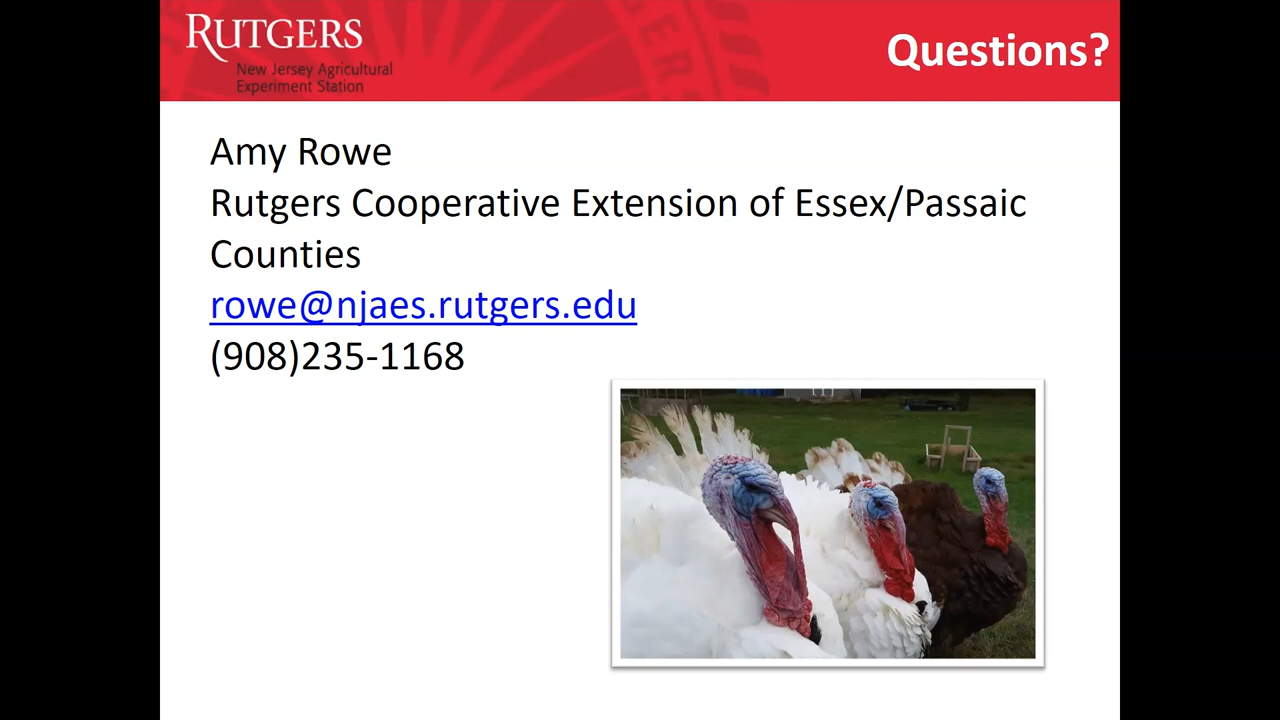 RUTGERS
New Jersey Agricultural
Experiment Station
Questions?
Amy Rowe
Rutgers Cooperative Extension of Essex/Passaic
Counties
rowe@njaes.rutgers.edu
(908)235-1168